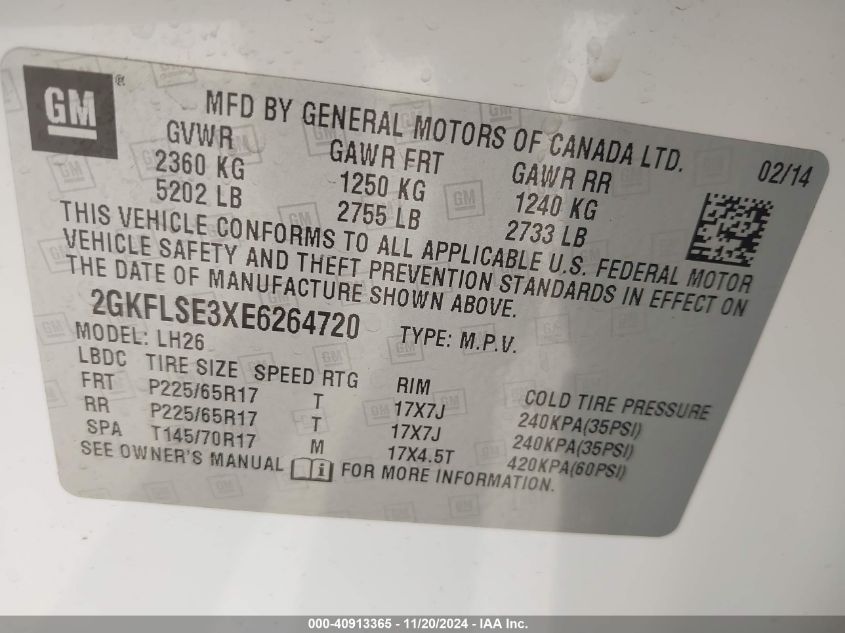 GM ®
MFD BY GENERAL MOTORS OF CANADA LTD.
02/14
GVWR GAWR FRT GAWR RR
2360 KG 1250 KG 1240 KG
5202 LB 2755 LB 2733 LB
THIS VEHICLE CONFORMS TO ALL APPLICABLE U.S. FEDERAL MOTOR
VEHICLE SAFETY AND THEFT PREVENTION STANDARDS IN EFFECT ON
THE DATE OF MANUFACTURE SHOWN ABOVE.
2GKFLSE3XE6264720 TYPE: M.P.V.
MODEL: LH26
LBDC TIRE SIZE SPEED RTG RIM COLD TIRE PRESSURE
FRT P225/65R17 T 17X7J 240KPA(35PSI)
RR P225/65R17 T 17X7J 240KPA(35PSI)
SPA T145/70R17 M 17X4.5T 420KPA(60PSI)
SEE OWNER'S MANUAL i FOR MORE INFORMATION.
000-40913365 - 11/20/2024 - IAA Inc.